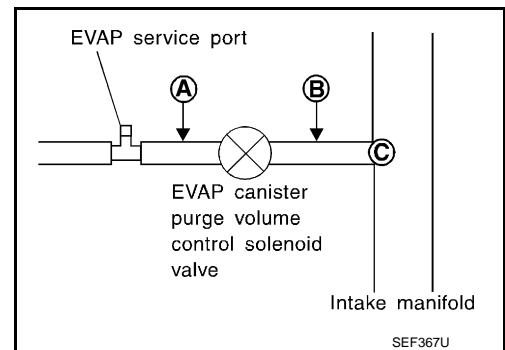 EVAP service port
A
B
C
EVAP canister
purge volume
control solenoid
valve
Intake manifold
SEF367U